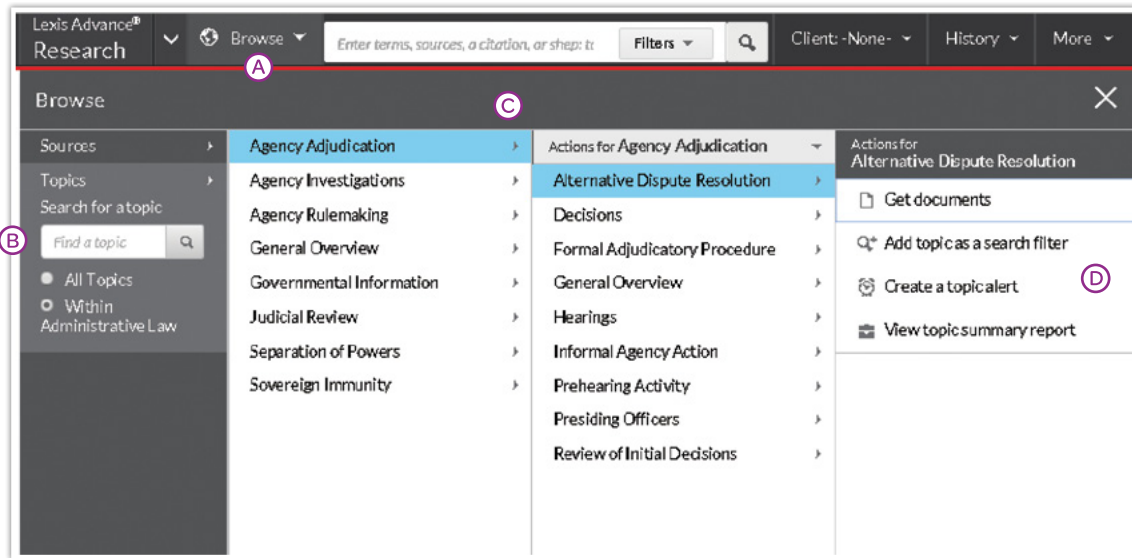 Lexis Advance®
Research
Browse
Enter terms, sources, a citation, or shep: to
Filters
Client: -None-
History
More
A
Browse
C
Sources
Topics
Search for a topic
B
Find a topic
All Topics
Within
Administrative Law
Agency Adjudication
Agency Investigations
Agency Rulemaking
General Overview
Governmental Information
Judicial Review
Separation of Powers
Sovereign Immunity
Actions for Agency Adjudication
Alternative Dispute Resolution
Decisions
Formal Adjudicatory Procedure
General Overview
Hearings
Informal Agency Action
Prehearing Activity
Presiding Officers
Review of Initial Decisions
Actions for
Alternative Dispute Resolution
Get documents
Add topic as a search filter
Create a topic alert
D
View topic summary report